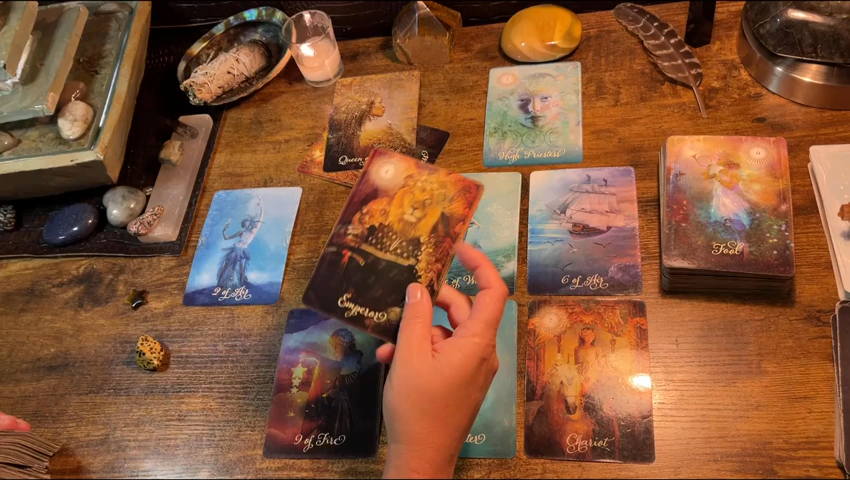 Queen
High Priestess
2 of Air
6 of Air
Fool
Emperor
9 of Fire
Chariot